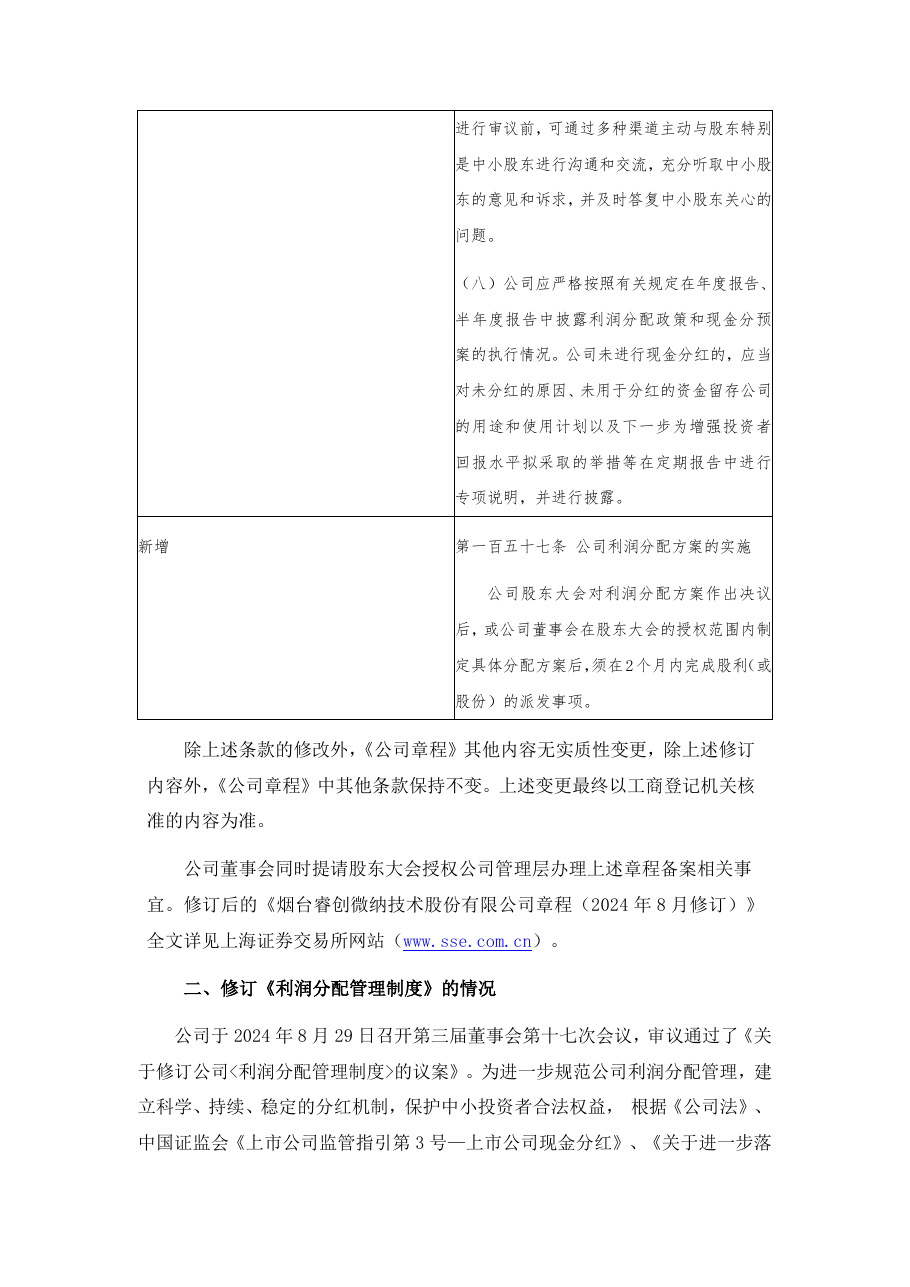 进行审议前，可通过多种渠道主动与股东特别
是中小股东进行沟通和交流，充分听取中小股
东的意见和诉求，并及时答复中小股东关心的
问题。
（八）公司应严格按照有关规定在年度报告、
半年度报告中披露利润分配政策和现金分预
案的执行情况。公司未进行现金分红的，应当
对未分红的原因、未用于分红的资金留存公司
的用途和使用计划以及下一步为增强投资者
回报水平拟采取的举措等在定期报告中进行
专项说明，并进行披露。
新增
第一百五十七条 公司利润分配方案的实施
公司股东大会对利润分配方案作出决议
后，或公司董事会在股东大会的授权范围内制
定具体分配方案后，须在2个月内完成股利（或
股份）的派发事项。
除上述条款的修改外，《公司章程》其他内容无实质性变更，除上述修订
内容外，《公司章程》中其他条款保持不变。上述变更最终以工商登记机关核
准的内容为准。
公司董事会同时提请股东大会授权公司管理层办理上述章程备案相关事
宜。修订后的《烟台睿创微纳技术股份有限公司章程（2024 年 8 月修订）》
全文详见上海证券交易所网站（www.sse.com.cn）。
二、修订《利润分配管理制度》的情况
公司于 2024 年 8 月 29 日召开第三届董事会第十七次会议，审议通过了《关
于修订公司<利润分配管理制度>的议案》。为进一步规范公司利润分配管理，建
立科学、持续、稳定的分红机制，保护中小投资者合法权益， 根据《公司法》、
中国证监会《上市公司监管指引第 3 号—上市公司现金分红》、《关于进一步落